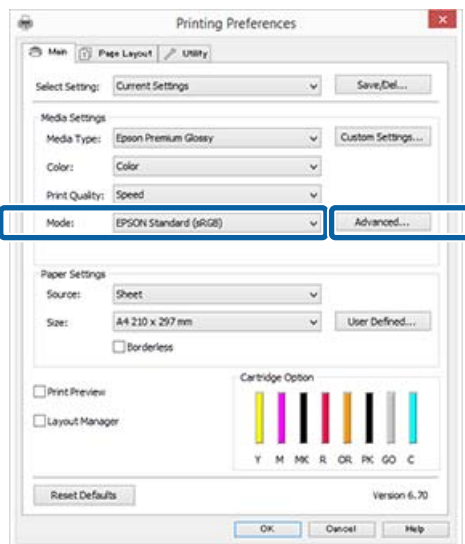 Printing Preferences
Main Page Layout Utility
Select Setting: Current Settings Save/Del...
Media Settings
Media Type: Epson Premium Glossy Custom Settings...
Color: Color
Print Quality: Speed
Mode: EPSON Standard (sRGB) Advanced...
Paper Settings
Source: Sheet
Size: A4 210 x 297 mm User Defined...
Borderless
Print Preview
Layout Manager
Cartridge Option
Y M MK R OR PK GO C
Reset Defaults Version 6.70
OK Cancel Help